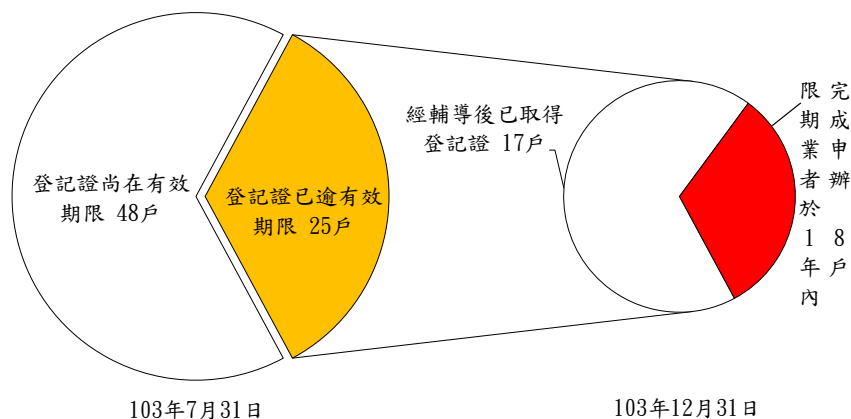 登記證尚在有效
期限 48戶
登記證已逾有效
期限 25戶
經輔導後已取得
登記證 17戶
限期業者於1年內
完成申辦 8戶
103年7月31日
103年12月31日